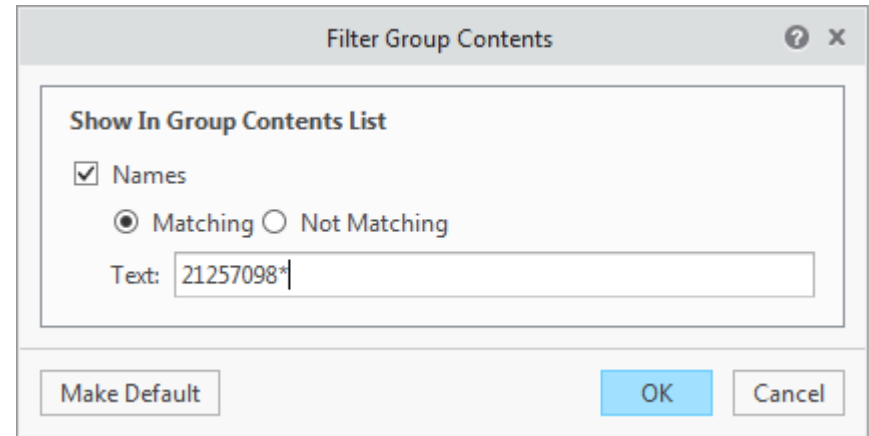 Filter Group Contents
Show In Group Contents List
Names
Matching Not Matching
Text: 21257098*
Make Default OK Cancel